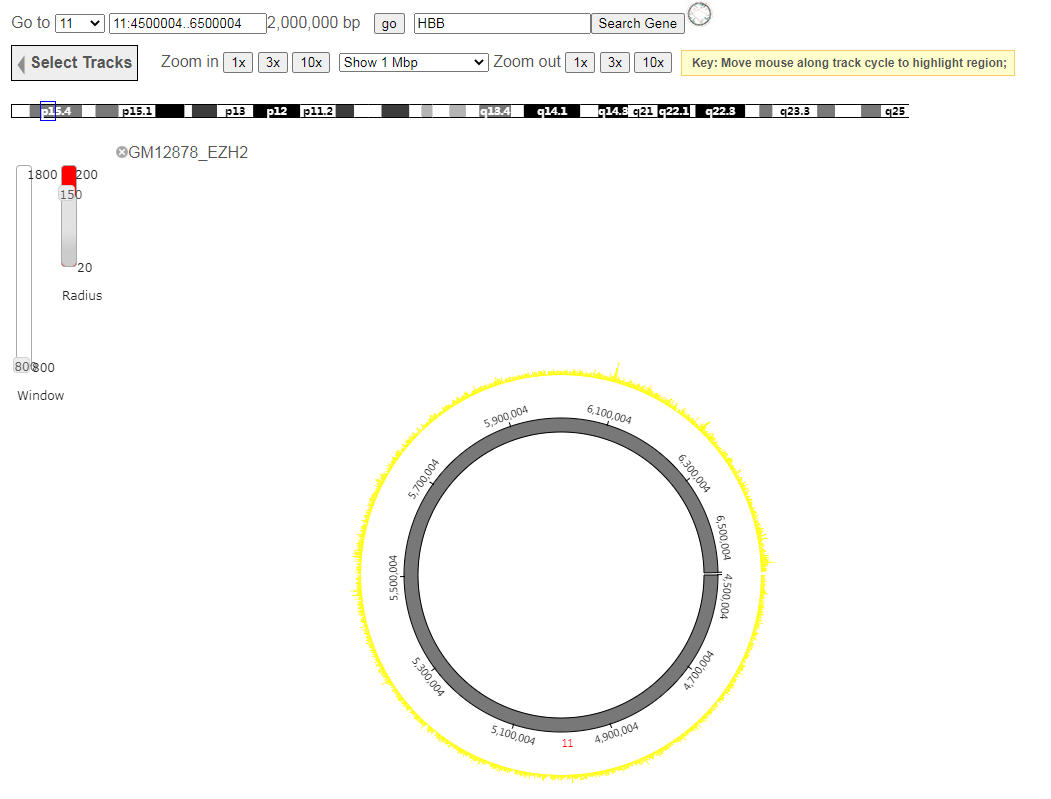 Go to 11 11:4500004..6500004 2,000,000 bp go HBB Search Gene
Select Tracks Zoom in 1x 3x 10x Show 1 Mbp Zoom out 1x 3x 10x Key: Move mouse along track cycle to highlight region;
p15.4 p15.1 p13 p12 p11.2 q13.4 q14.1 q14.3 q21 q22.1 q22.3 q23.3 q25
GM12878_EZH2
1800 200
150
20
Radius
800 800
Window
5,900,004 6,100,004
5,700,004 6,300,004
6,500,004
5,500,004 4,500,004
5,300,004 4,700,004
5,100,004 4,900,004
11